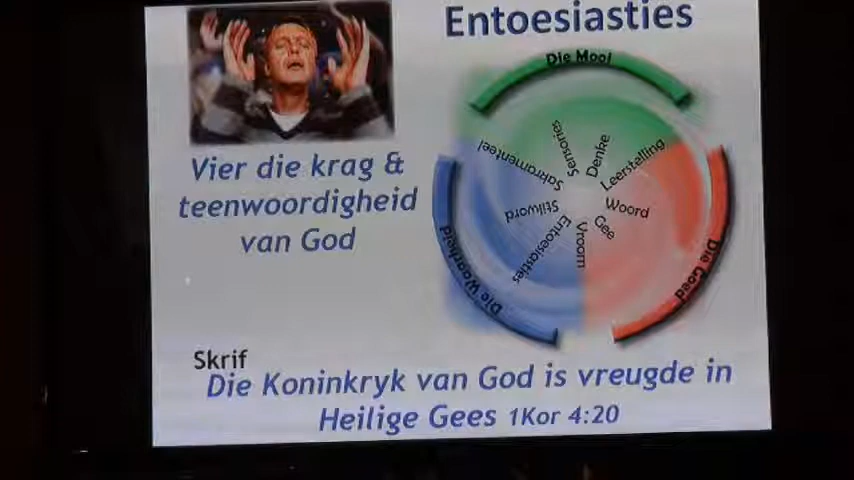 Entoesiasties
Vier die krag &
teenwoordigheid
van God
Die Mooi
Sensories
Denke
Leerstelling
Sakramenteel
Woord
Stilword
Gee
Entoesiasties
Vroom
Die Waarheid
Die Goed
Skrif
Die Koninkryk van God is vreugde in
Heilige Gees 1Kor 4:20